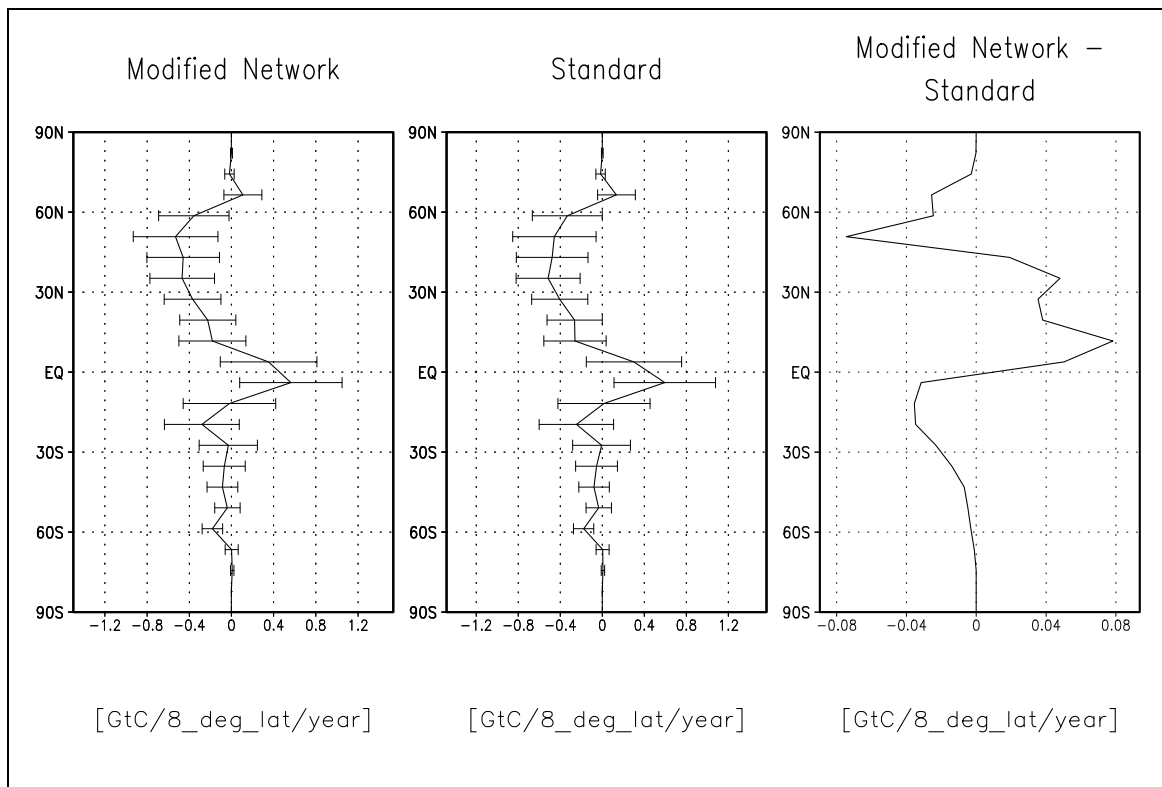 Modified Network
Standard
Modified Network –
Standard
90N
60N
30N
EQ
30S
60S
90S
−1.2 −0.8 −0.4 0 0.4 0.8 1.2
[GtC/8_deg_lat/year]
90N
60N
30N
EQ
30S
60S
90S
−1.2 −0.8 −0.4 0 0.4 0.8 1.2
[GtC/8_deg_lat/year]
90N
60N
30N
EQ
30S
60S
90S
−0.08 −0.04 0 0.04 0.08
[GtC/8_deg_lat/year]